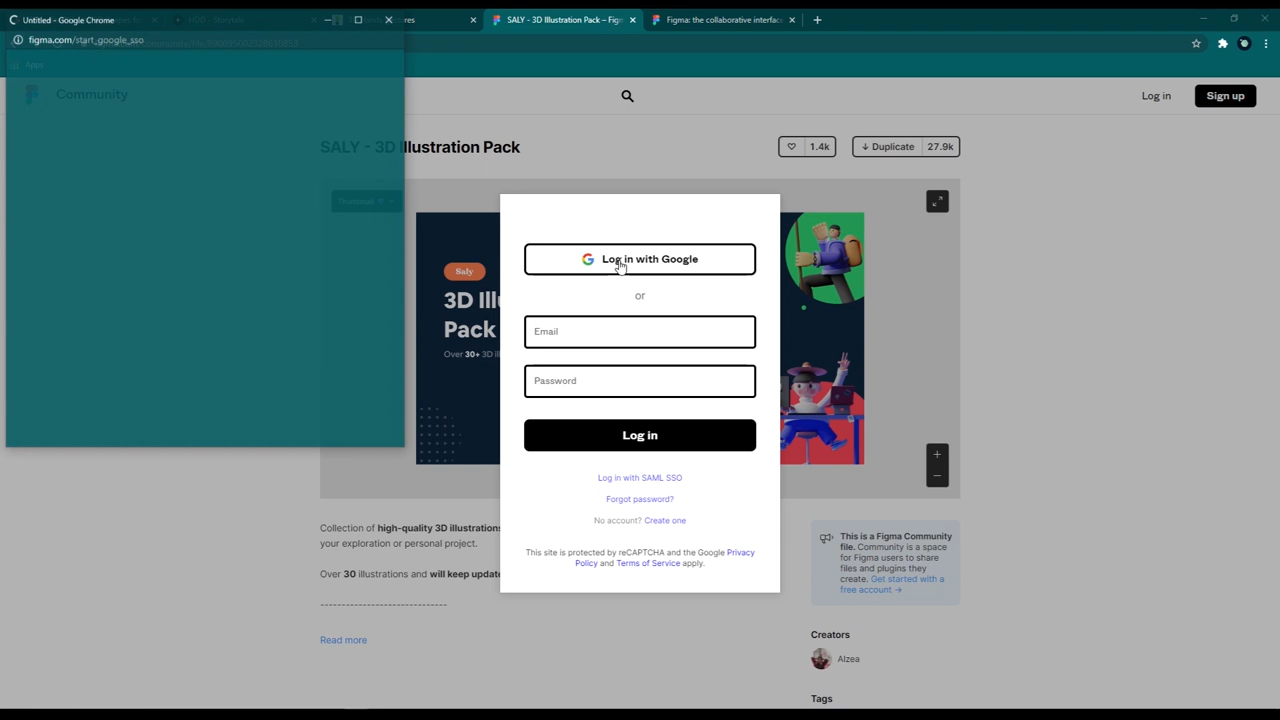 Untitled - Google Chrome
SALY - 3D Illustration Pack – Figm
Figma: the collaborative interfac
figma.com/start_google_sso
Apps
Community
Log in
Sign up
SALY - 3D Illustration Pack
1.4k
Duplicate
27.9k
Thumbnail
Log in with Google
or
Email
Password
Log in
Log in with SAML SSO
Forgot password?
No account? Create one
This site is protected by reCAPTCHA and the Google Privacy
Policy and Terms of Service apply.
Saly
3D Illu
Pack
Over 30+ 3D ill
Collection of high-quality 3D illustrations
your exploration or personal project.
Over 30 illustrations and will keep update
-----------------------------
Read more
This is a Figma Community
file. Community is a space
for Figma users to share
files and plugins they
create. Get started with a
free account →
Creators
Alzea
Tags